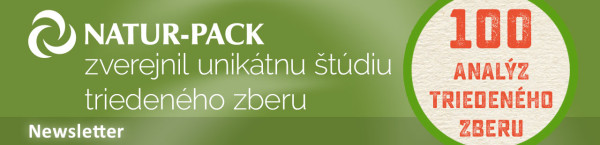 NATUR-PACK
zverejnil unikátnu štúdiu
triedeného zberu
Newsletter
100
ANALÝZ
TRIEDENÉHO
ZBERU